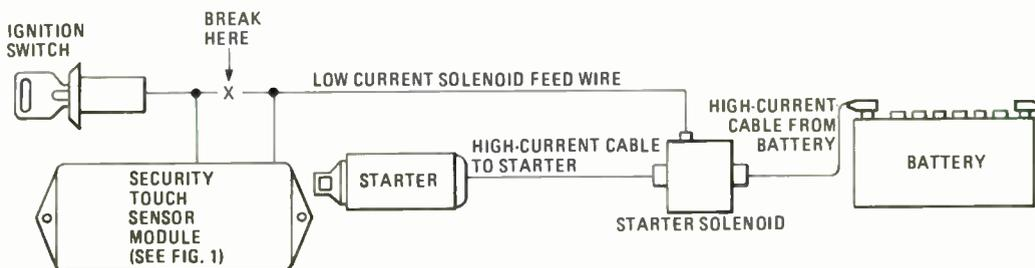 IGNITION
SWITCH
BREAK
HERE
X
LOW CURRENT SOLENOID FEED WIRE
HIGH-CURRENT
CABLE FROM
BATTERY
HIGH-CURRENT CABLE
TO STARTER
BATTERY
SECURITY
TOUCH
SENSOR
MODULE
(SEE FIG. 1)
STARTER
STARTER SOLENOID